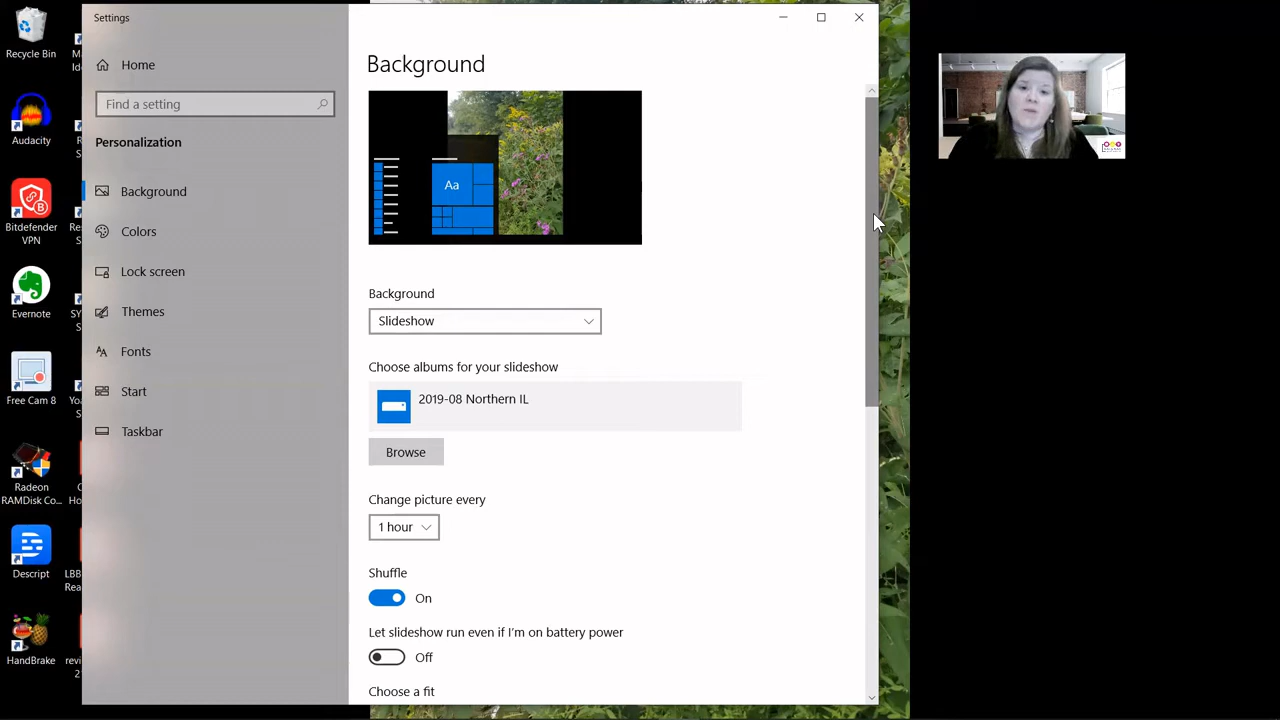 Recycle Bin
Audacity
Bitdefender
VPN
Evernote
Free Cam 8
Radeon
RAMDisk Co...
Descript
HandBrake
Settings
Home
Find a setting
Personalization
Background
Colors
Lock screen
Themes
Fonts
Start
Taskbar
Background
Aa
Background
Slideshow
Choose albums for your slideshow
2019-08 Northern IL
Browse
Change picture every
1 hour
Shuffle
On
Let slideshow run even if I'm on battery power
Off
Choose a fit